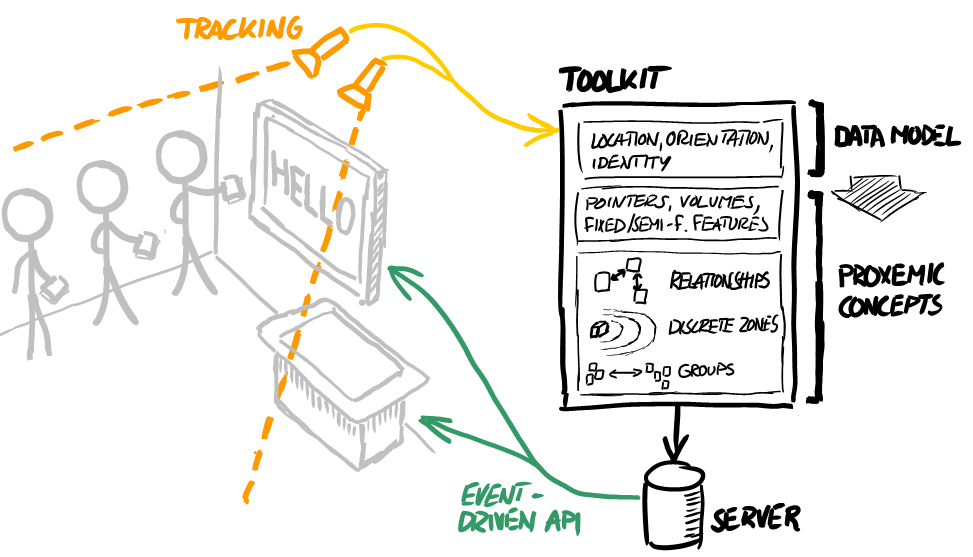 TRACKING
TOOLKIT
LOCATION, ORIENTATION,
IDENTITY
DATA MODEL
POINTERS, VOLUMES,
FIXED/SEMI-F. FEATURES
HELLO
RELATIONSHIPS
PROXEMIC
CONCEPTS
DISCRETE ZONES
GROUPS
EVENT-
DRIVEN API
SERVER